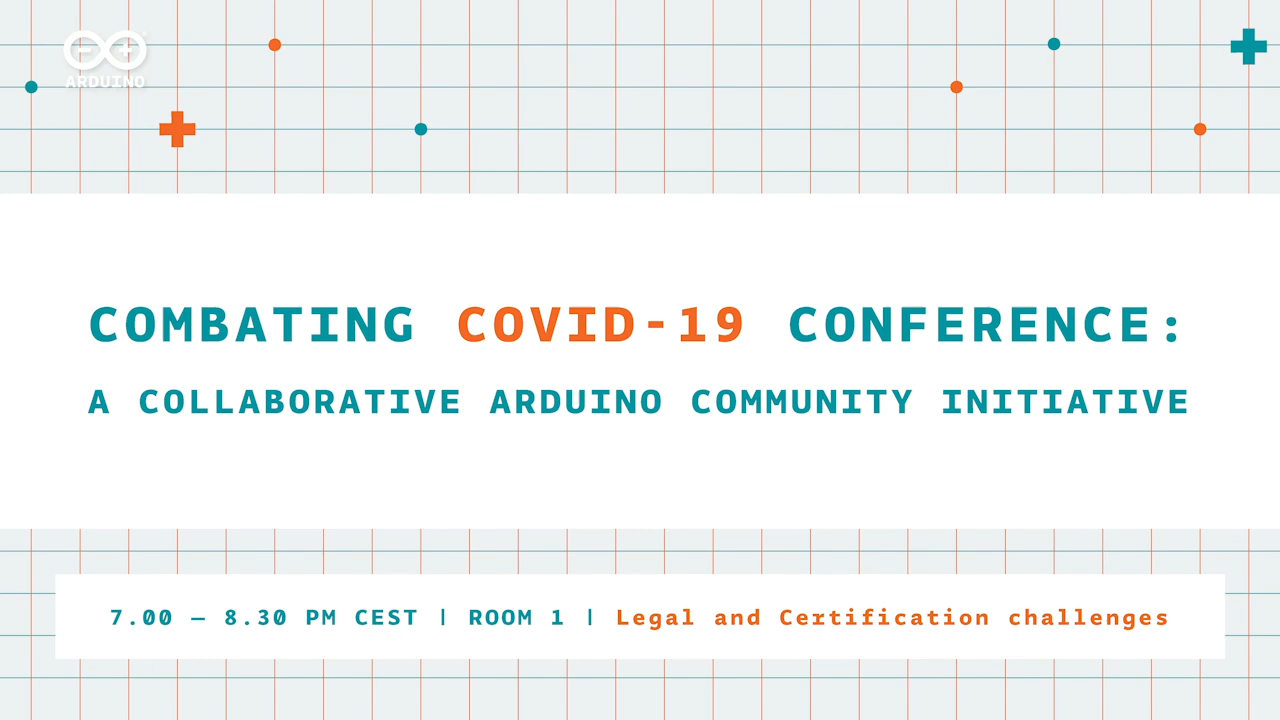 ARDUINO
COMBATING COVID-19 CONFERENCE:
A COLLABORATIVE ARDUINO COMMUNITY INITIATIVE
7.00 — 8.30 PM CEST | ROOM 1 | Legal and Certification challenges